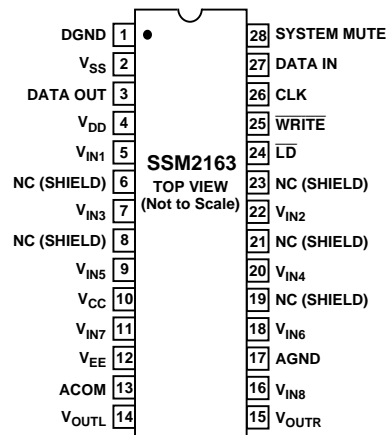 DGND 1 28 SYSTEM MUTE
VSS 2 27 DATA IN
DATA OUT 3 26 CLK
VDD 4 25 WRITE
VIN1 5 24 LD
NC (SHIELD) 6 23 NC (SHIELD)
VIN3 7 22 VIN2
NC (SHIELD) 8 21 NC (SHIELD)
VIN5 9 20 VIN4
VCC 10 19 NC (SHIELD)
VIN7 11 18 VIN6
VEE 12 17 AGND
ACOM 13 16 VIN8
VOUTL 14 15 VOUTR
SSM2163
TOP VIEW
(Not to Scale)